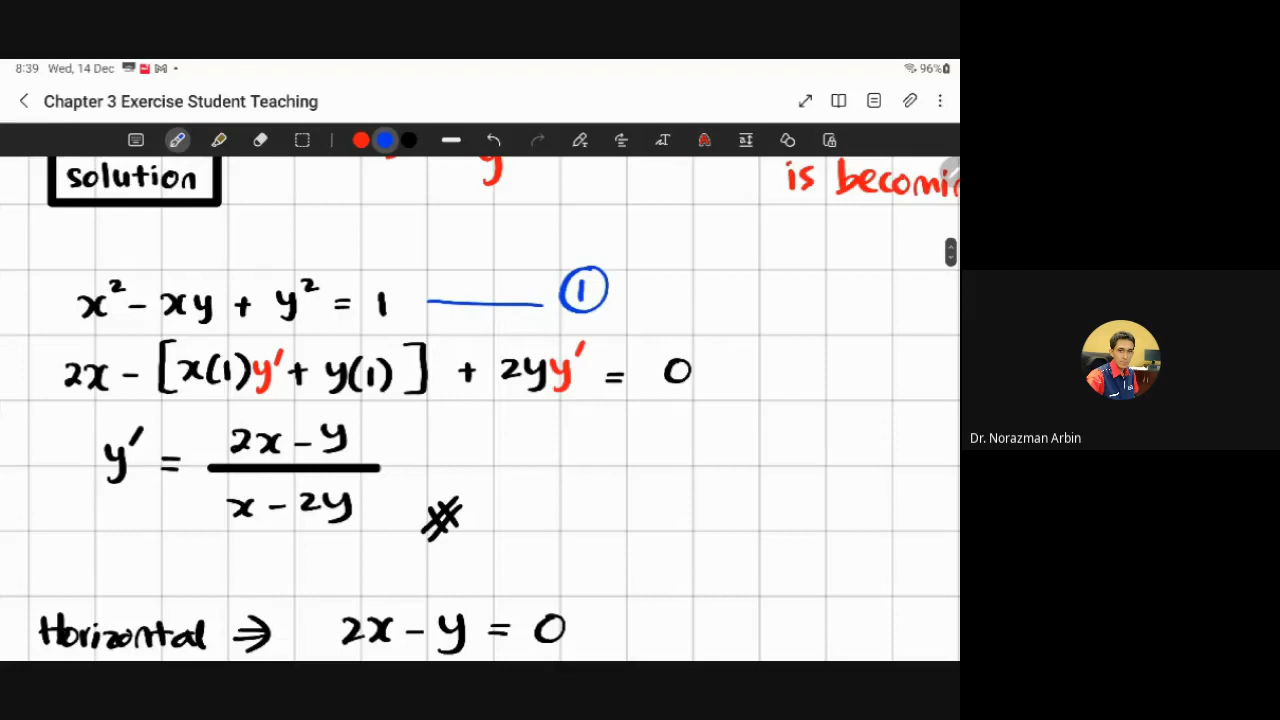 8:39 Wed, 14 Dec
96%
Chapter 3 Exercise Student Teaching
solution
y
is becomin
x² - xy + y² = 1 ——— ①
2x - [x(1)y′ + y(1)] + 2yy′ = 0
y′ = (2x - y) / (x - 2y)
Horizontal ⇒ 2x - y = 0
Dr. Norazman Arbin